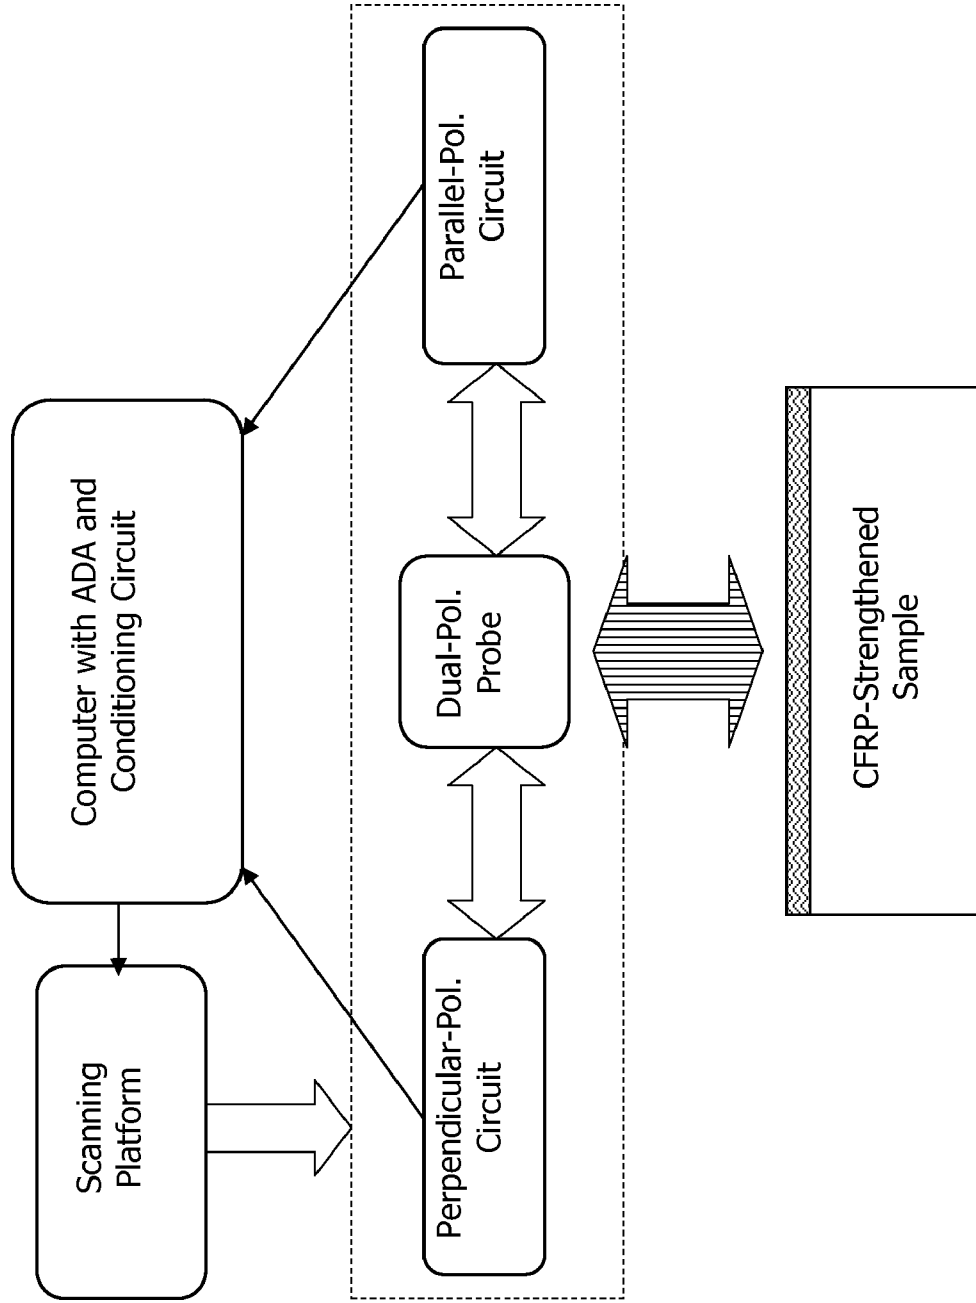 Scanning
Platform
Computer with ADA and
Conditioning Circuit
Perpendicular-Pol.
Circuit
Dual-Pol.
Probe
Parallel-Pol.
Circuit
CFRP-Strengthened
Sample